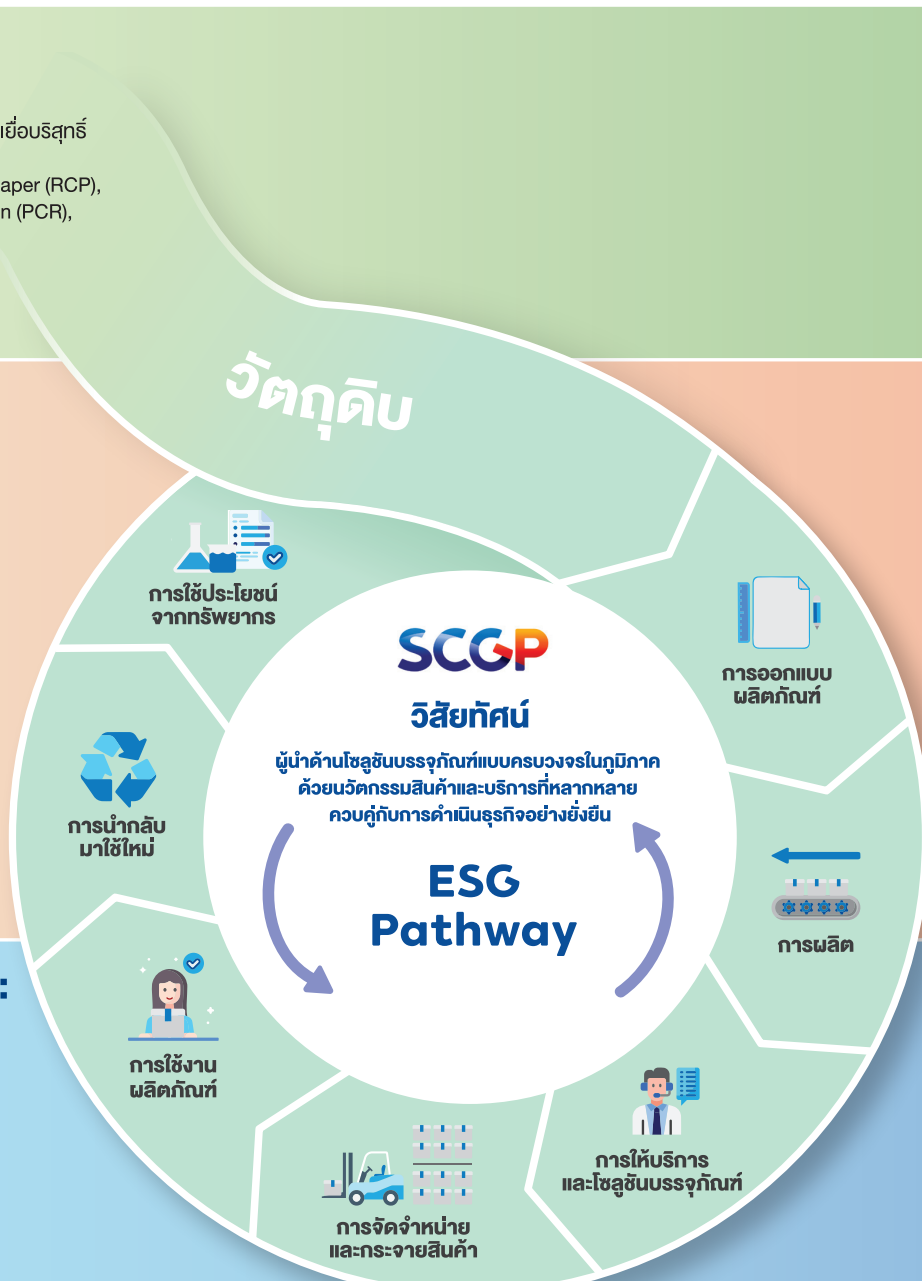 เยื่อบริสุทธิ์
aper (RCP),
n (PCR),
วัตถุดิบ
การใช้ประโยชน์
จากทรัพยากร
การออกแบบ
ผลิตภัณฑ์
SCGP
วิสัยทัศน์
ผู้นำด้านโซลูชันบรรจุภัณฑ์แบบครบวงจรในภูมิภาค
ด้วยนวัตกรรมสินค้าและบริการที่หลากหลาย
ควบคู่กับการดำเนินธุรกิจอย่างยั่งยืน
ESG
Pathway
การนำกลับ
มาใช้ใหม่
การผลิต
:
การใช้งาน
ผลิตภัณฑ์
การให้บริการ
และโซลูชันบรรจุภัณฑ์
การจัดจำหน่าย
และกระจายสินค้า